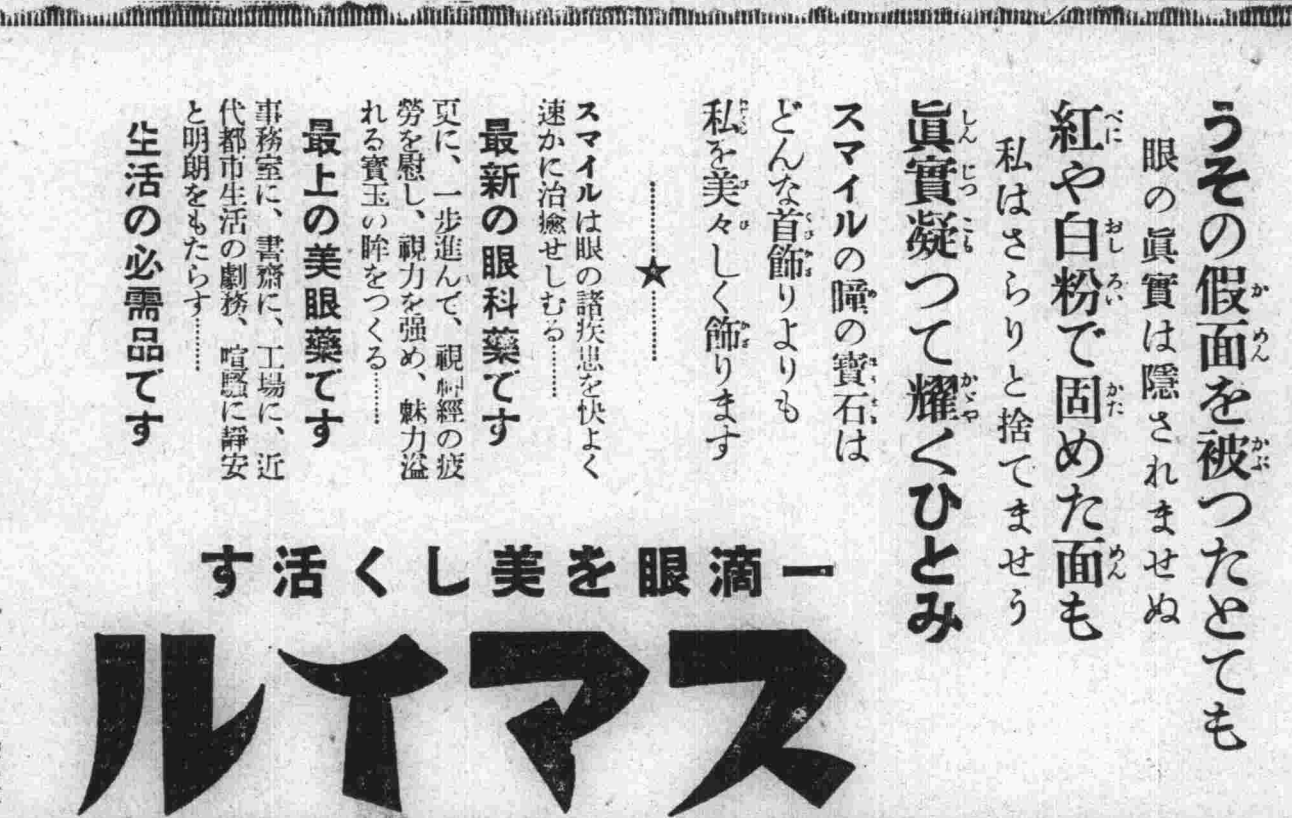 うその假面を被つたとても
眼の眞實は隱されませぬ
紅や白粉で固めた面も
私はさらりと捨てませう
眞實凝つて耀くひとみ
スマイルの瞳の寶石は
どんな首飾りよりも
私を美々しく飾ります
★
スマイルは眼の諸疾患を快よく
速かに治癒せしむる……
最新の眼科藥です
更に、一步進んで、視神經の疲
勞を慰し、視力を强め、魅力溢
れる寶玉の眸をつくる……
最上の美眼藥です
事務室に、書齋に、工場に、近
代都市生活の劇務、喧騷に靜安
と明朗をもたらす……
生活の必需品です
一滴眼を美しく活す
スマイル